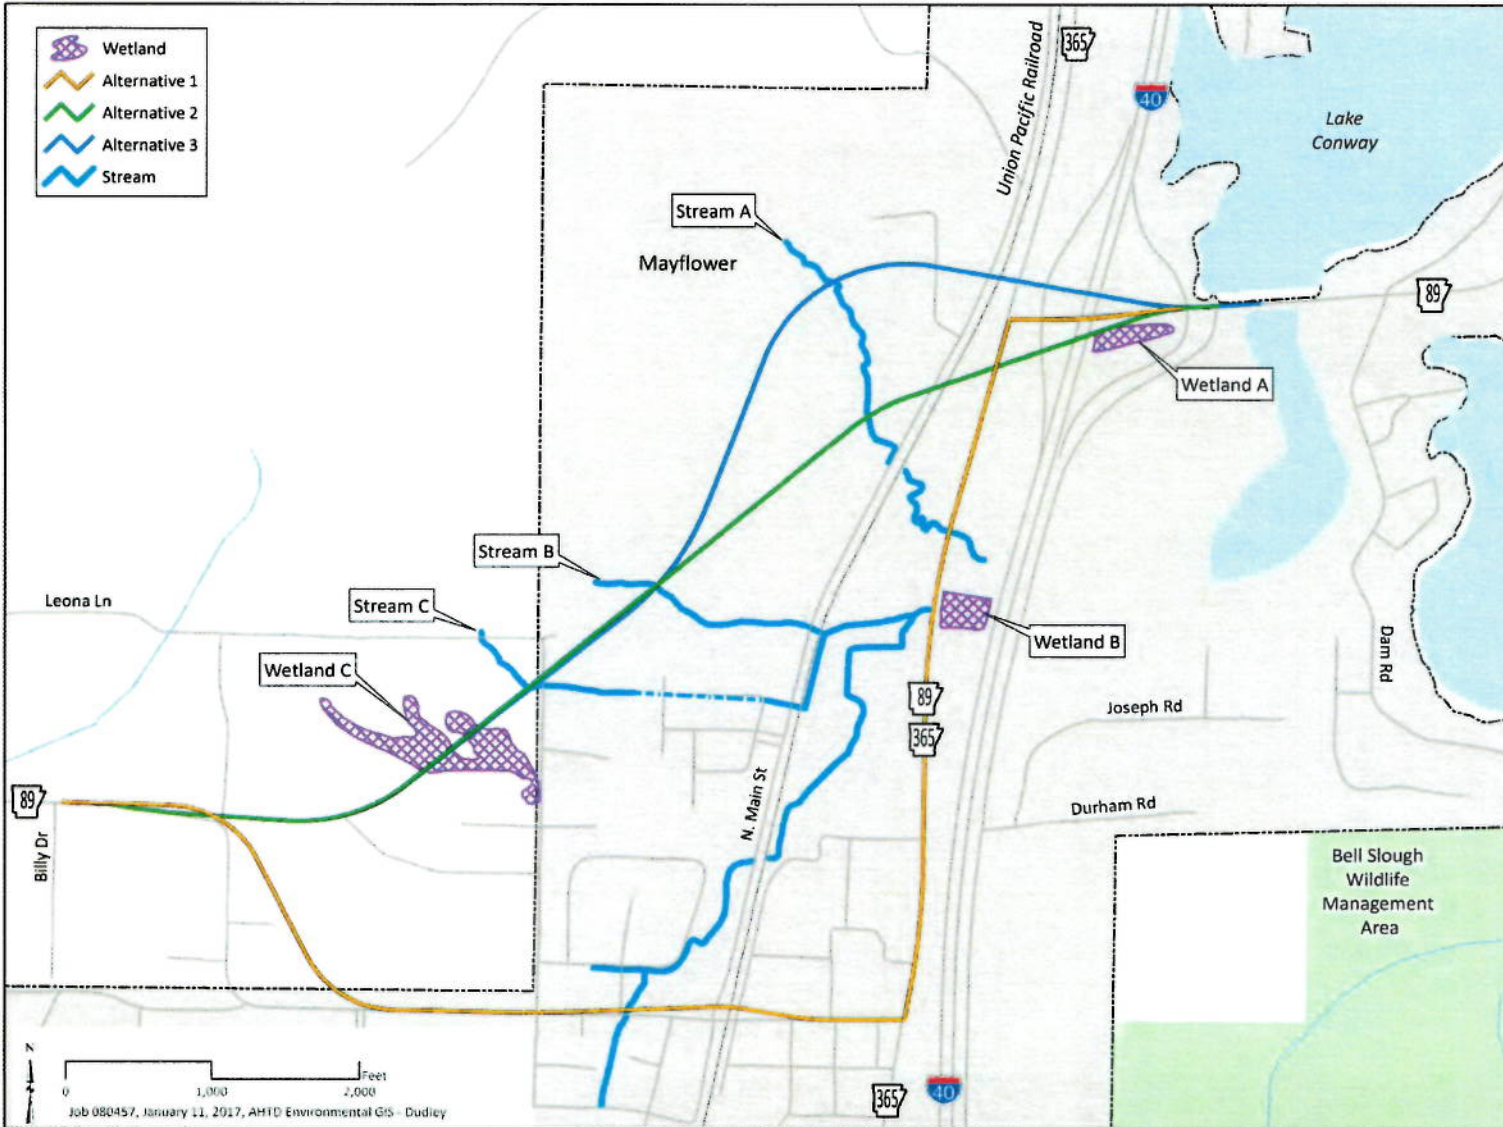 Wetland
Alternative 1
Alternative 2
Alternative 3
Stream
365
40
Union Pacific Railroad
Lake
Conway
Stream A
Mayflower
89
Wetland A
Stream B
Leona Ln
Stream C
Wetland B
Wetland C
Dam Rd
89
Joseph Rd
365
89
N. Main St
Durham Rd
Billy Dr
Bell Slough
Wildlife
Management
Area
N
Feet
0
1,000
2,000
365
40
Job 080457, January 11, 2017, AHTD Environmental GIS - Dudley